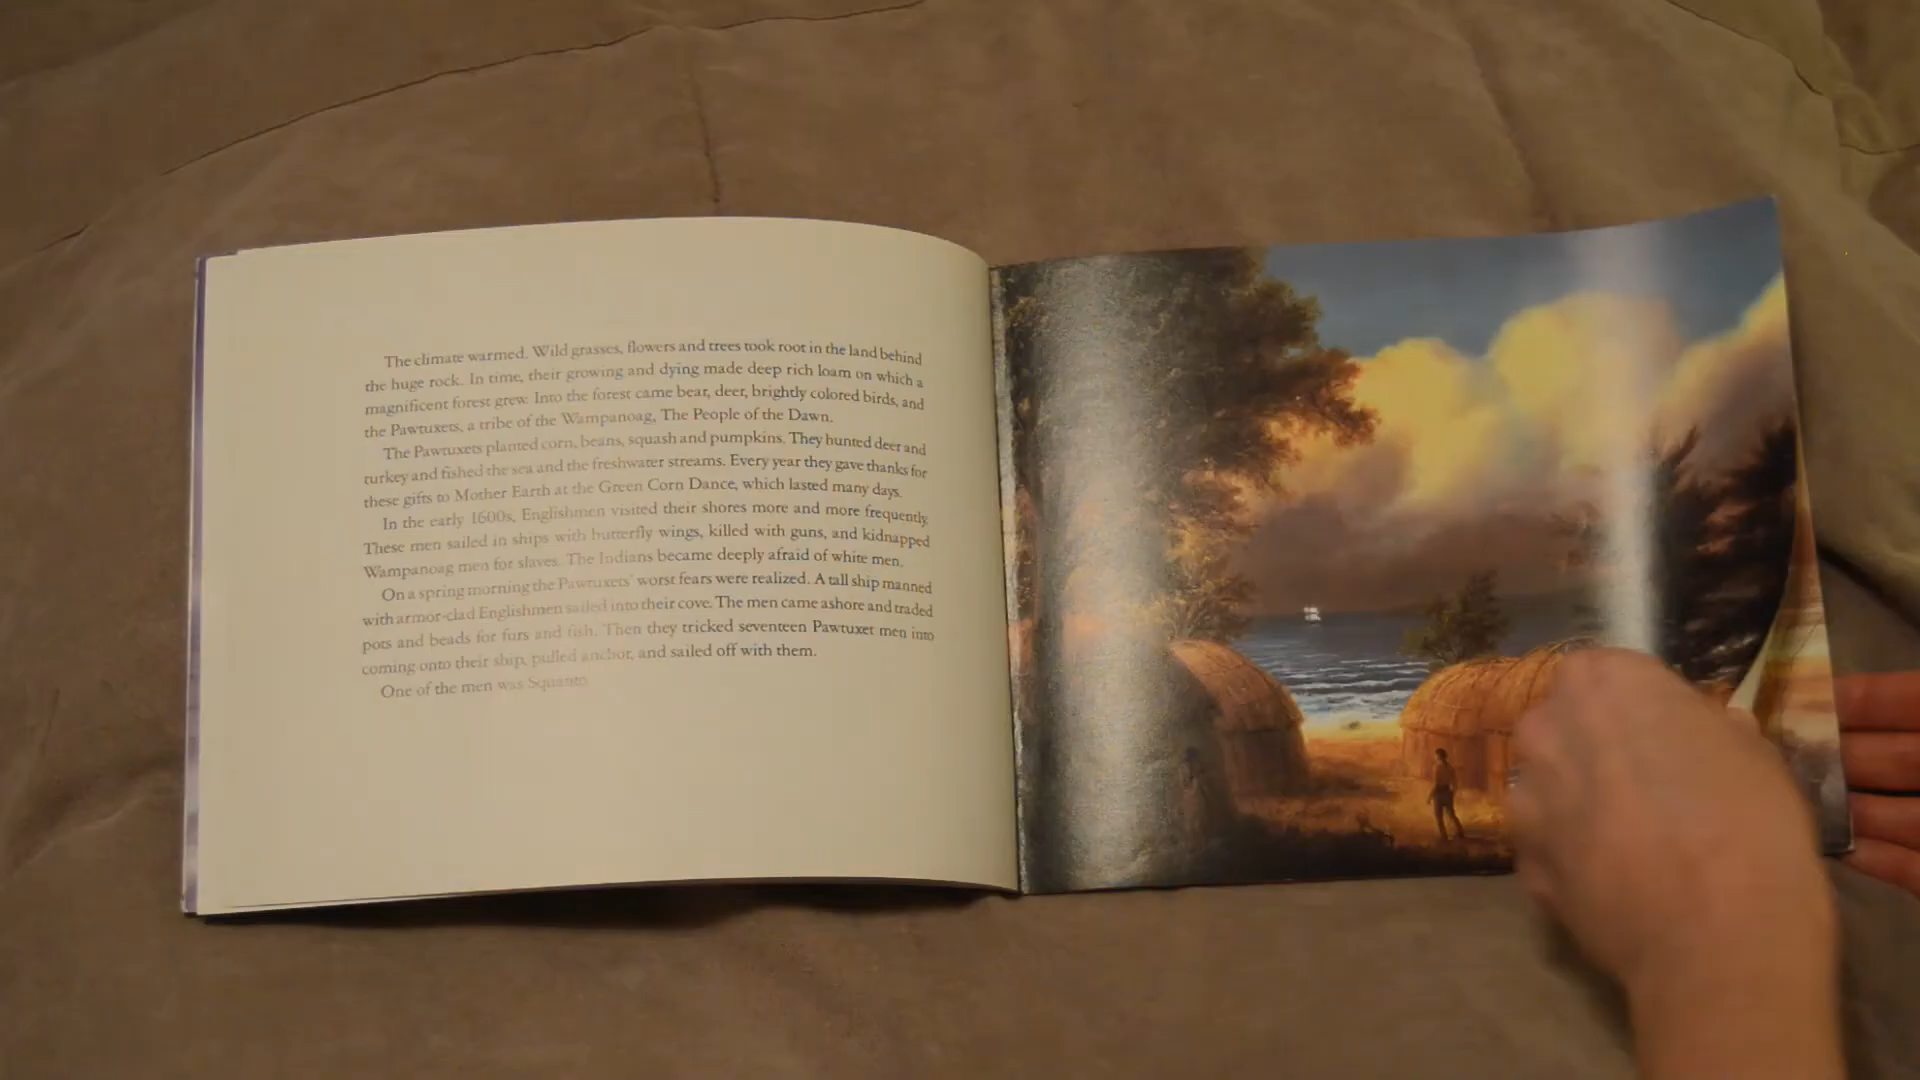 The climate warmed. Wild grasses, flowers and trees took root in the land behind
the huge rock. In time, their growing and dying made deep rich loam on which a
magnificent forest grew. Into the forest came bear, deer, brightly colored birds, and
the Pawtuxets, a tribe of the Wampanoag, The People of the Dawn.
The Pawtuxets planted corn, beans, squash and pumpkins. They hunted deer and
turkey and fished the sea and the freshwater streams. Every year they gave thanks for
these gifts to Mother Earth at the Green Corn Dance, which lasted many days.
In the early 1600s, Englishmen visited their shores more and more frequently.
These men sailed in ships with butterfly wings, killed with guns, and kidnapped
Wampanoag men for slaves. The Indians became deeply afraid of white men.
On a spring morning the Pawtuxets' worst fears were realized. A tall ship manned
with armor-clad Englishmen sailed into their cove. The men came ashore and traded
pots and beads for furs and fish. Then they tricked seventeen Pawtuxet men into
coming onto their ship, pulled anchor, and sailed off with them.
One of the men was Squanto